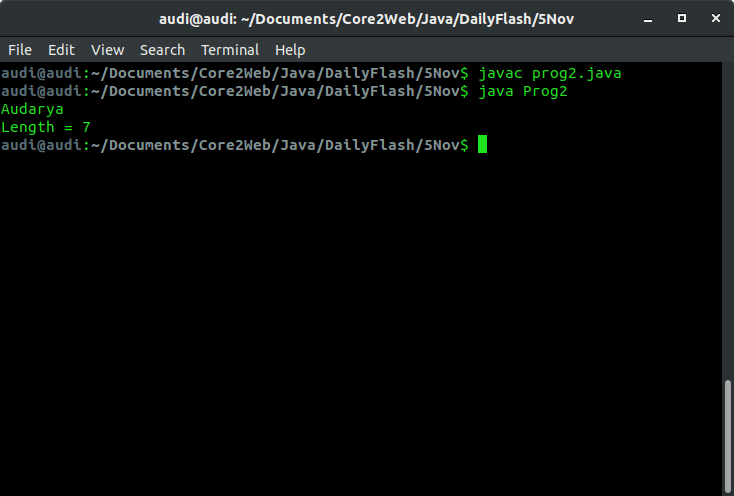 audi@audi: ~/Documents/Core2Web/Java/DailyFlash/5Nov
File Edit View Search Terminal Help
audi@audi:~/Documents/Core2Web/Java/DailyFlash/5Nov$ javac prog2.java
audi@audi:~/Documents/Core2Web/Java/DailyFlash/5Nov$ java Prog2
Audarya
Length = 7
audi@audi:~/Documents/Core2Web/Java/DailyFlash/5Nov$